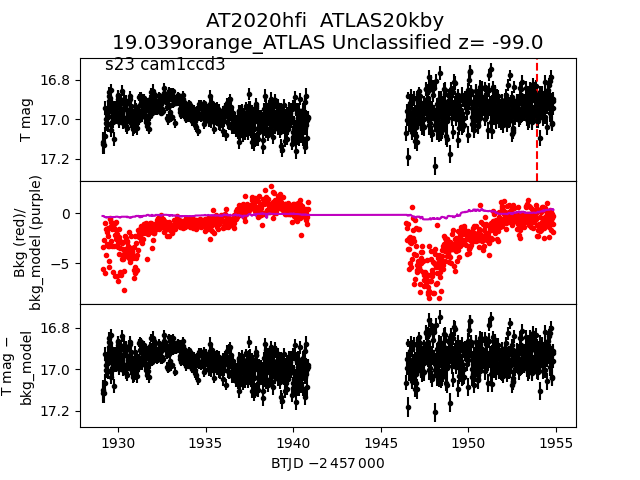 AT2020hfi  ATLAS20kby
19.039orange_ATLAS Unclassified z= -99.0
s23 cam1ccd3
T mag
16.8
17.0
17.2
Bkg (red)/
bkg_model (purple)
0
−5
T mag −
bkg_model
16.8
17.0
17.2
1930 1935 1940 1945 1950 1955
BTJD −2 457 000